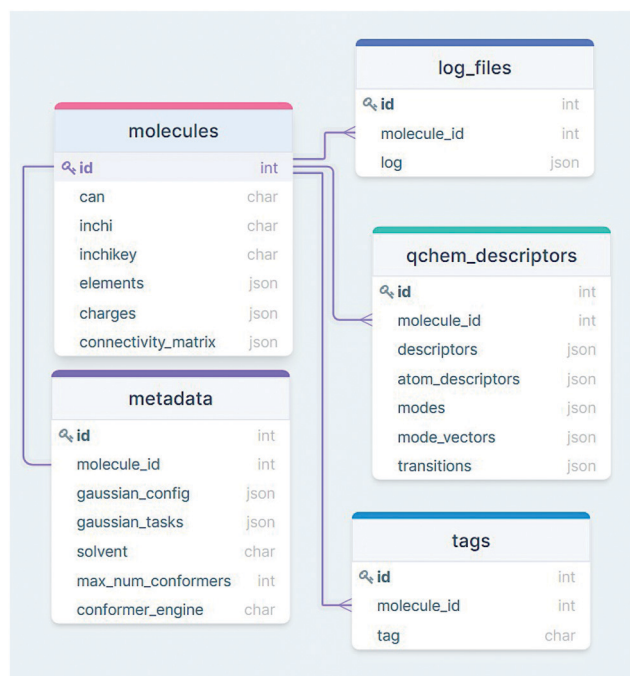 molecules
id int
can char
inchi char
inchikey char
elements json
charges json
connectivity_matrix json
metadata
id int
molecule_id int
gaussian_config json
gaussian_tasks json
solvent char
max_num_conformers int
conformer_engine char
log_files
id int
molecule_id int
log json
qchem_descriptors
id int
molecule_id int
descriptors json
atom_descriptors json
modes json
mode_vectors json
transitions json
tags
id int
molecule_id int
tag char